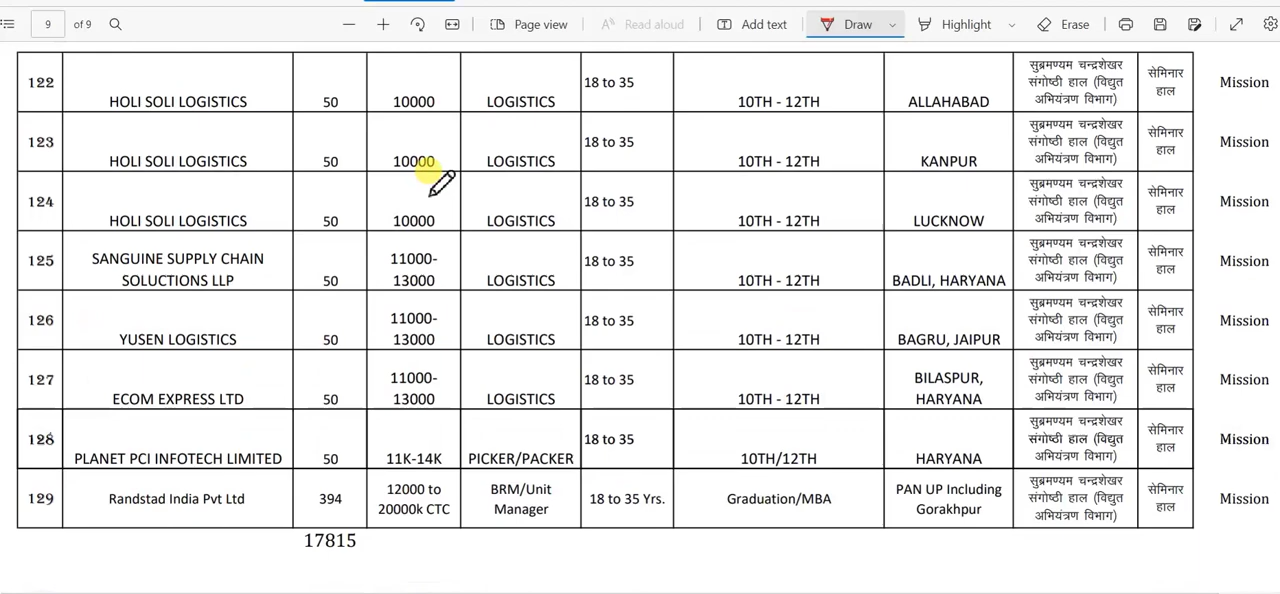 9 of 9 Page view Read aloud Add text Draw Highlight Erase
122 HOLI SOLI LOGISTICS 50 10000 LOGISTICS 18 to 35 10TH - 12TH ALLAHABAD सुब्रमण्यम चन्द्रशेखर संगोष्ठी हाल (विद्युत अभियंत्रण विभाग) सेमिनार हाल Mission
123 HOLI SOLI LOGISTICS 50 10000 LOGISTICS 18 to 35 10TH - 12TH KANPUR सुब्रमण्यम चन्द्रशेखर संगोष्ठी हाल (विद्युत अभियंत्रण विभाग) सेमिनार हाल Mission
124 HOLI SOLI LOGISTICS 50 10000 LOGISTICS 18 to 35 10TH - 12TH LUCKNOW सुब्रमण्यम चन्द्रशेखर संगोष्ठी हाल (विद्युत अभियंत्रण विभाग) सेमिनार हाल Mission
125 SANGUINE SUPPLY CHAIN SOLUCTIONS LLP 50 11000-13000 LOGISTICS 18 to 35 10TH - 12TH BADLI, HARYANA सुब्रमण्यम चन्द्रशेखर संगोष्ठी हाल (विद्युत अभियंत्रण विभाग) सेमिनार हाल Mission
126 YUSEN LOGISTICS 50 11000-13000 LOGISTICS 18 to 35 10TH - 12TH BAGRU, JAIPUR सुब्रमण्यम चन्द्रशेखर संगोष्ठी हाल (विद्युत अभियंत्रण विभाग) सेमिनार हाल Mission
127 ECOM EXPRESS LTD 50 11000-13000 LOGISTICS 18 to 35 10TH - 12TH BILASPUR, HARYANA सुब्रमण्यम चन्द्रशेखर संगोष्ठी हाल (विद्युत अभियंत्रण विभाग) सेमिनार हाल Mission
128 PLANET PCI INFOTECH LIMITED 50 11K-14K PICKER/PACKER 18 to 35 10TH/12TH HARYANA सुब्रमण्यम चन्द्रशेखर संगोष्ठी हाल (विद्युत अभियंत्रण विभाग) सेमिनार हाल Mission
129 Randstad India Pvt Ltd 394 12000 to 20000k CTC BRM/Unit Manager 18 to 35 Yrs. Graduation/MBA PAN UP Including Gorakhpur सुब्रमण्यम चन्द्रशेखर संगोष्ठी हाल (विद्युत अभियंत्रण विभाग) सेमिनार हाल Mission
17815